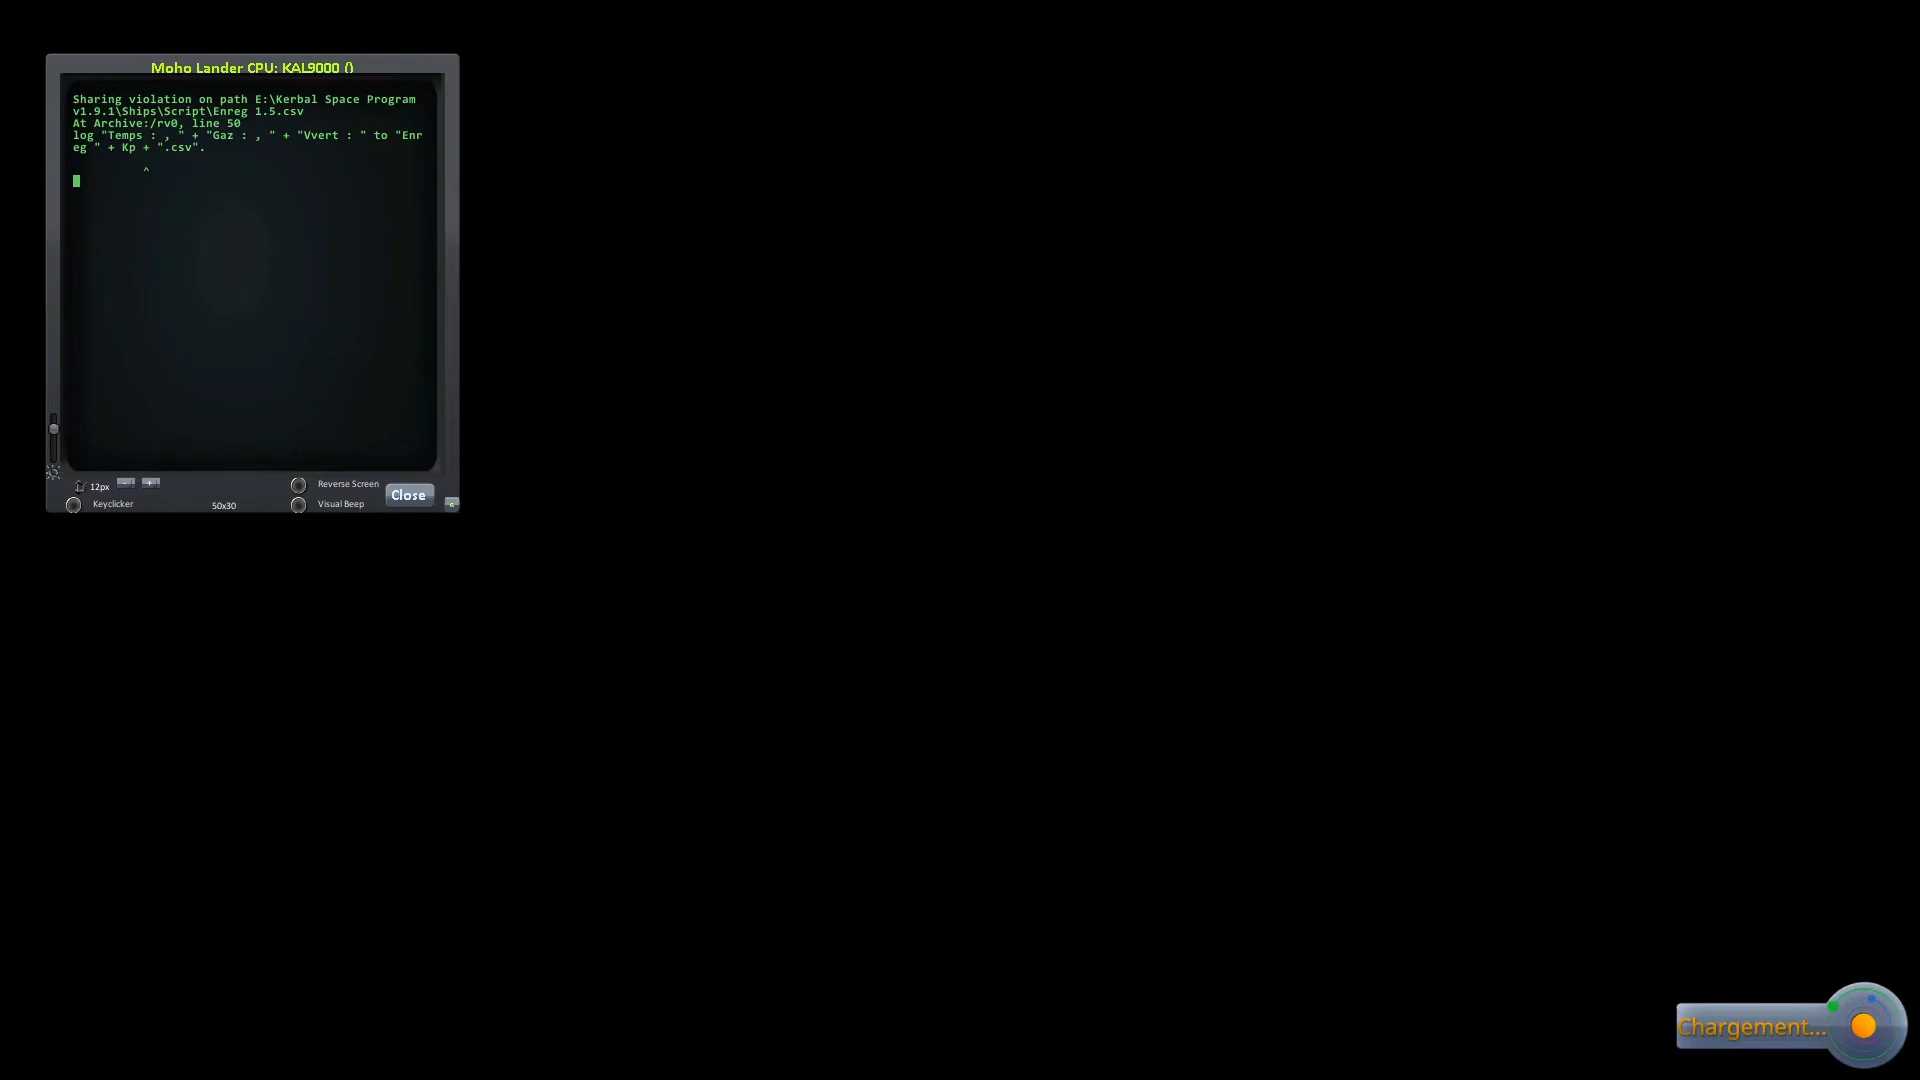 Moho Lander CPU: KAL9000 ()
Sharing violation on path E:\Kerbal Space Program
v1.9.1\Ships\Script\Enreg 1.5.csv
At Archive:/rv0, line 50
log "Temps : , " + "Gaz : , " + "Vvert : " to "Enr
eg " + Kp + ".csv".
^
12px - +
Reverse Screen
Close
Keyclicker
50x30
Visual Beep
Chargement...